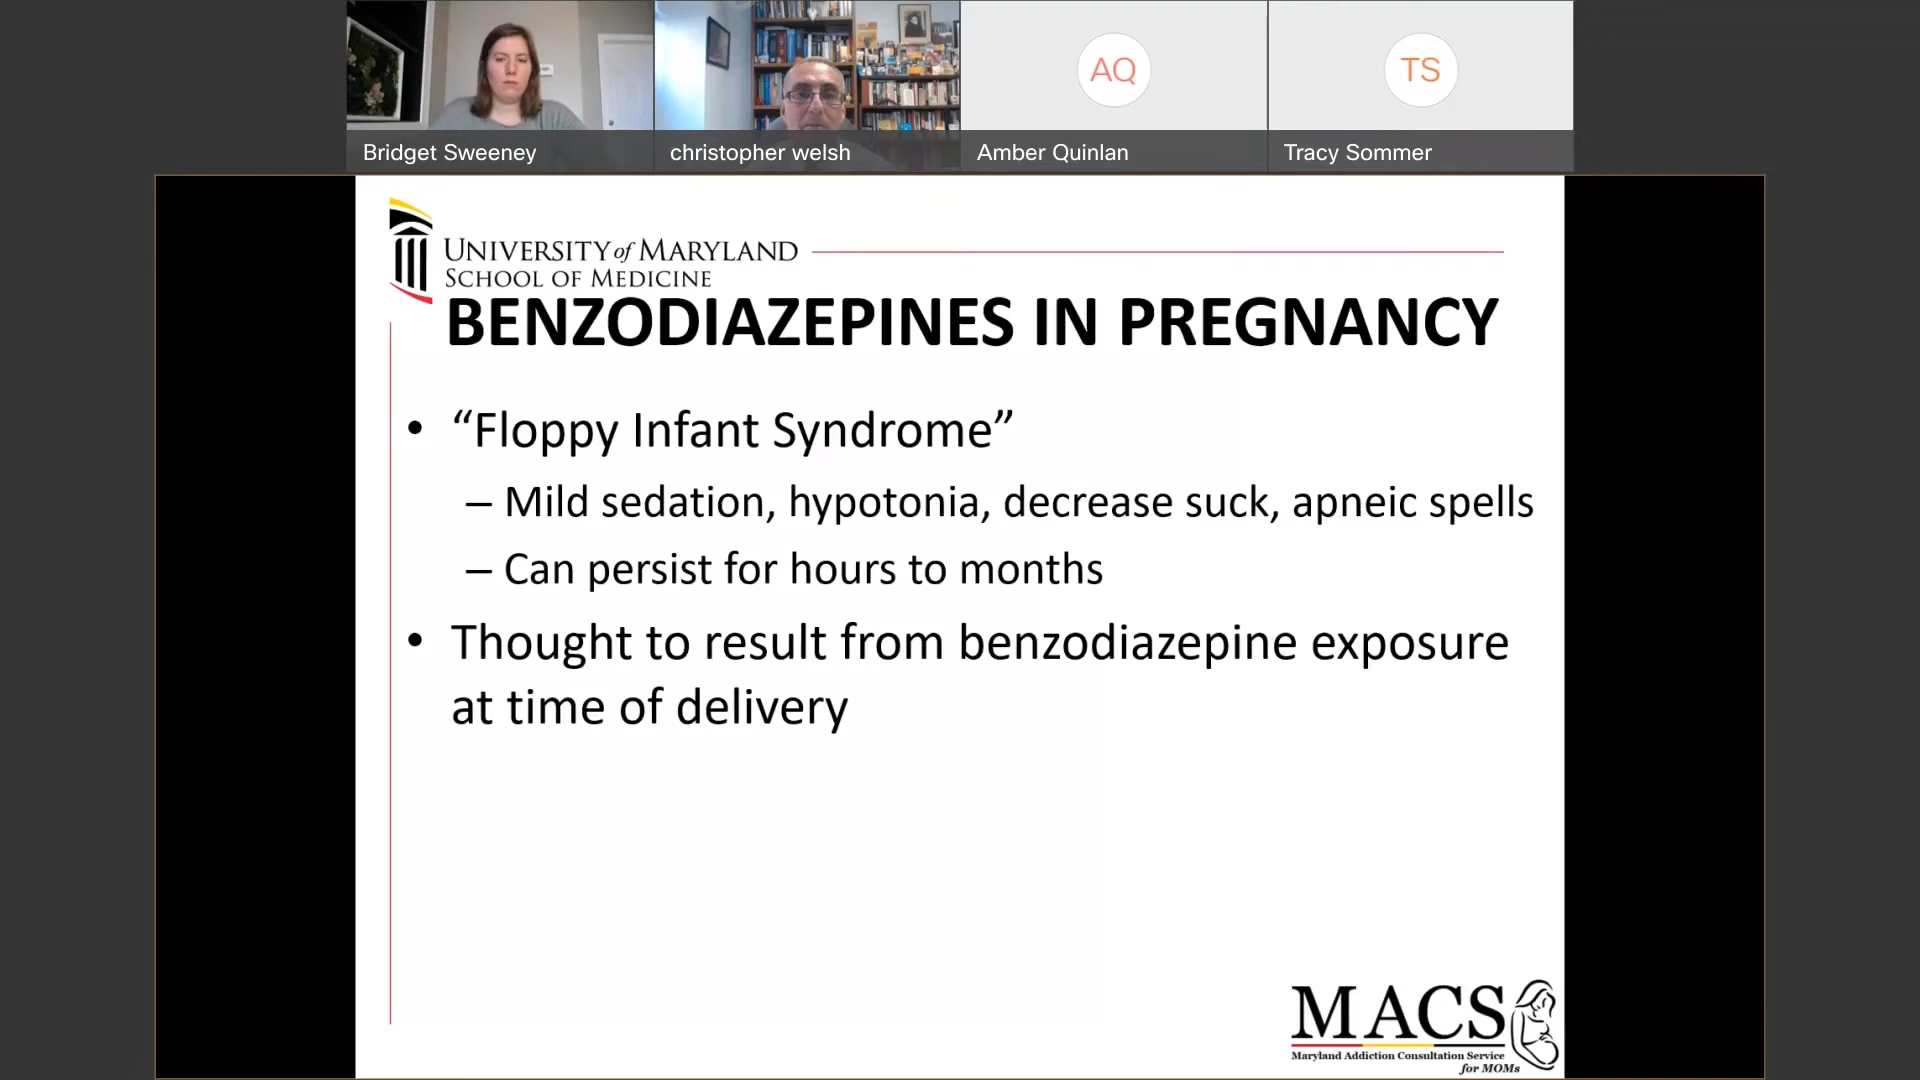 AQ
TS
Bridget Sweeney
christopher welsh
Amber Quinlan
Tracy Sommer
UNIVERSITY of MARYLAND
SCHOOL OF MEDICINE
BENZODIAZEPINES IN PREGNANCY
• “Floppy Infant Syndrome”
– Mild sedation, hypotonia, decrease suck, apneic spells
– Can persist for hours to months
• Thought to result from benzodiazepine exposure
at time of delivery
MACS
Maryland Addiction Consultation Service
for MOMs